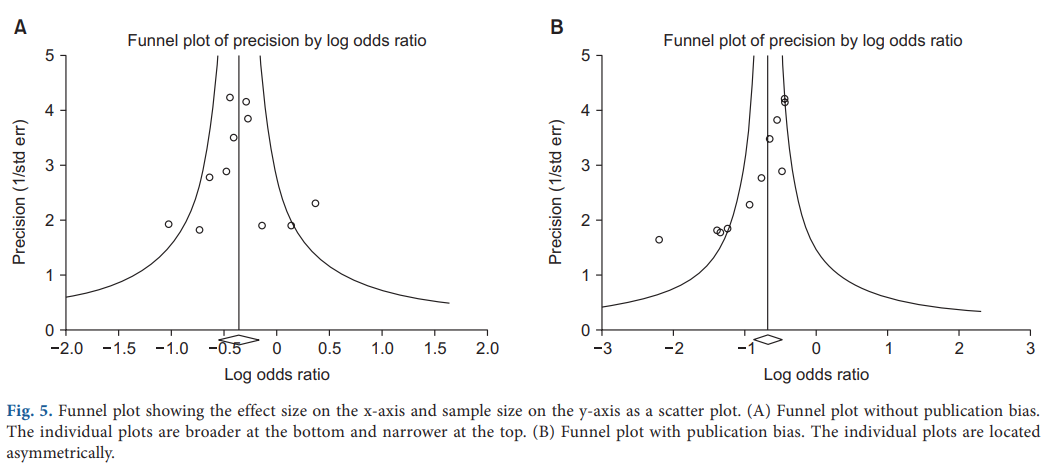 A
Funnel plot of precision by log odds ratio
5
4
3
2
1
0
Precision (1/std err)
−2.0 −1.5 −1.0 −0.5 0 0.5 1.0 1.5 2.0
Log odds ratio
B
Funnel plot of precision by log odds ratio
5
4
3
2
1
0
Precision (1/std err)
−3 −2 −1 0 1 2 3
Log odds ratio
Fig. 5. Funnel plot showing the effect size on the x-axis and sample size on the y-axis as a scatter plot. (A) Funnel plot without publication bias.
The individual plots are broader at the bottom and narrower at the top. (B) Funnel plot with publication bias. The individual plots are located
asymmetrically.